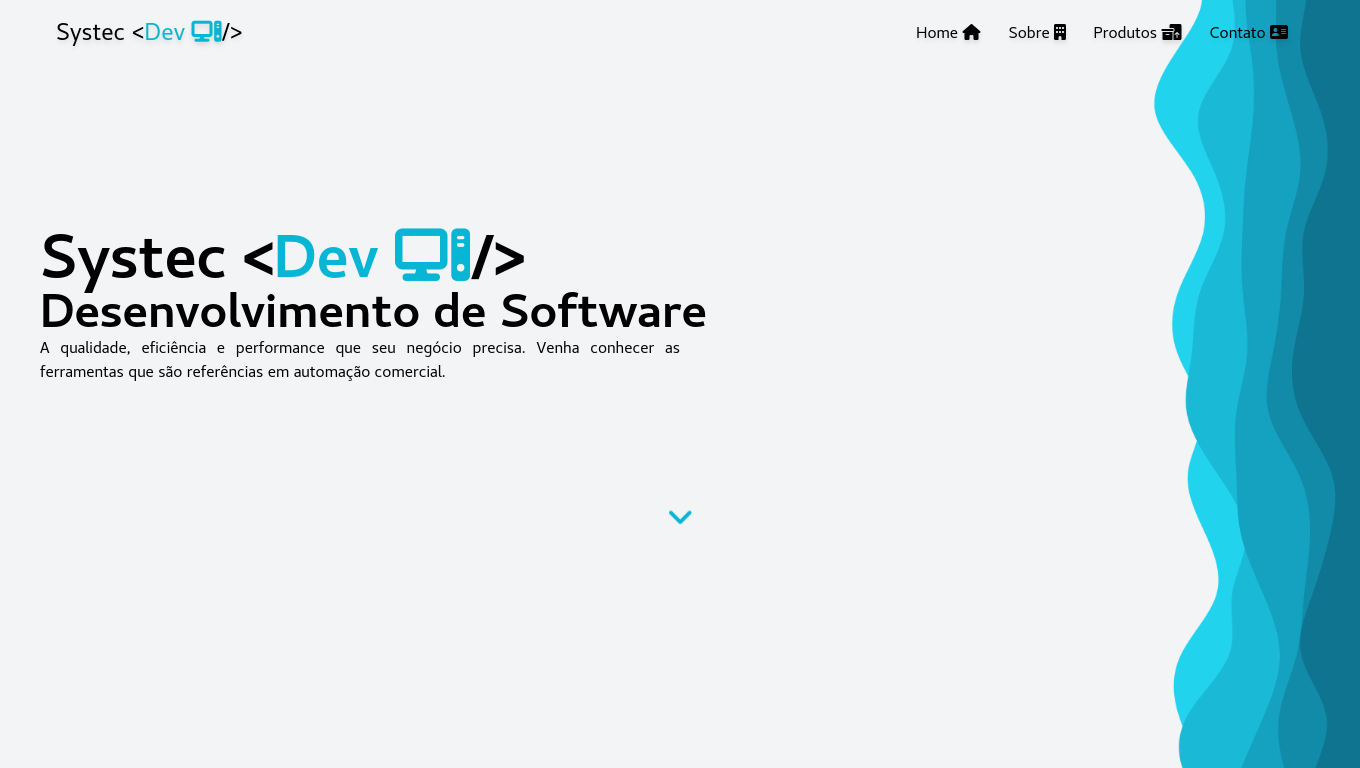 Systec <Dev />
Home
Sobre
Produtos
Contato
Systec <Dev />
Desenvolvimento de Software
A qualidade, eficiência e performance que seu negócio precisa. Venha conhecer as
ferramentas que são referências em automação comercial.